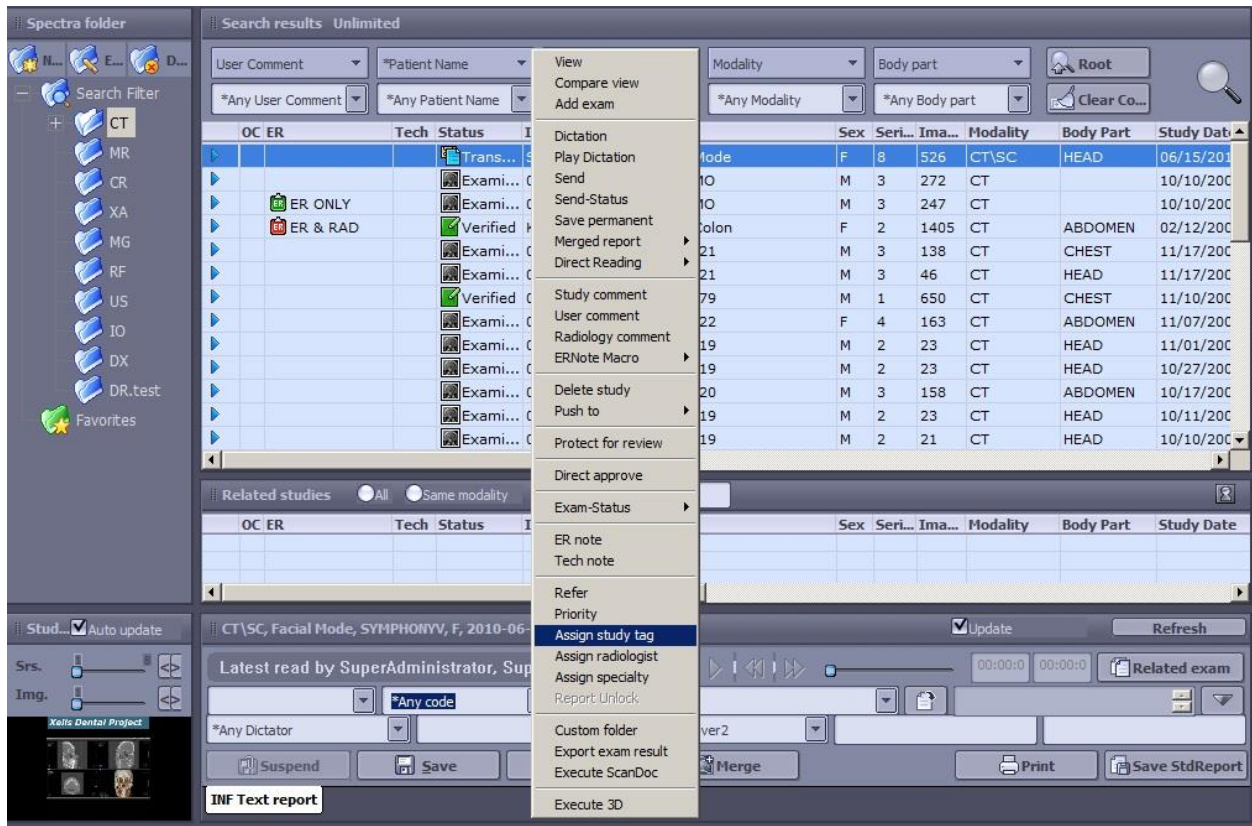 Spectra folder
Search results Unlimited
N... E... D...
User Comment *Patient Name Modality Body part Root
*Any User Comment *Any Patient Name *Any Modality *Any Body part Clear Co...
Search Filter
CT
MR
CR
XA
MG
RF
US
IO
DX
DR.test
Favorites
OC ER Tech Status Sex Seri... Ima... Modality Body Part Study Dat
Trans... Mode F 8 526 CT\SC HEAD 06/15/201
Exami... MO M 3 272 CT 10/10/200
ER ONLY Exami... MO M 3 247 CT 10/10/200
ER & RAD Verified Colon F 2 1405 CT ABDOMEN 02/12/200
Exami... 21 M 3 138 CT CHEST 11/17/200
Exami... 21 M 3 46 CT HEAD 11/17/200
Verified 79 M 1 650 CT CHEST 11/10/200
Exami... 22 F 4 163 CT ABDOMEN 11/07/200
Exami... 19 M 2 23 CT HEAD 11/01/200
Exami... 19 M 2 23 CT HEAD 10/27/200
Exami... 20 M 3 158 CT ABDOMEN 10/17/200
Exami... 19 M 2 23 CT HEAD 10/11/200
Exami... 19 M 2 21 CT HEAD 10/10/200
View
Compare view
Add exam
Dictation
Play Dictation
Send
Send-Status
Save permanent
Merged report
Direct Reading
Study comment
User comment
Radiology comment
ERNote Macro
Delete study
Push to
Protect for review
Direct approve
Exam-Status
ER note
Tech note
Refer
Priority
Assign study tag
Assign radiologist
Assign specialty
Report Unlock
Custom folder
Export exam result
Execute ScanDoc
Execute 3D
Related studies All Same modality
OC ER Tech Status Sex Seri... Ima... Modality Body Part Study Date
Stud... Auto update
Srs.
Img.
Xelis Dental Project
CT\SC, Facial Mode, SYMPHONYV, F, 2010-06- Update Refresh
Latest read by SuperAdministrator, Sup 00:00:0 00:00:0 Related exam
*Any code
*Any Dictator ver2
Suspend Save Merge Print Save StdReport
INF Text report